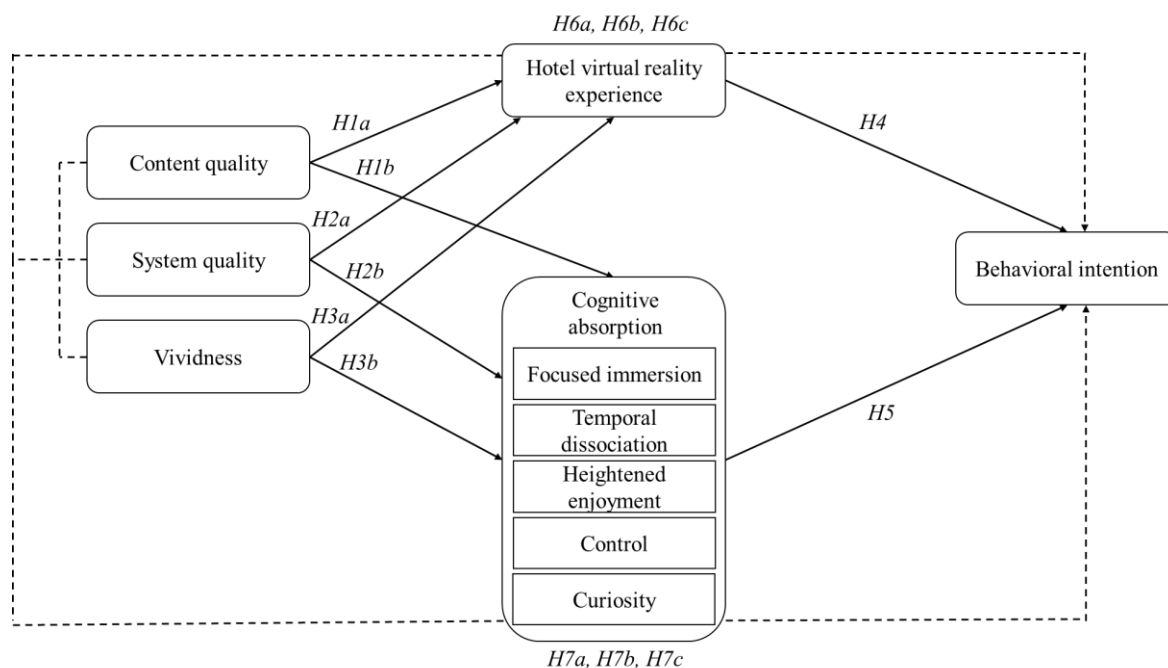 H6a, H6b, H6c
Hotel virtual reality
experience
H1a
H4
Content quality
H1b
H2a
System quality
H2b
Behavioral intention
Cognitive
absorption
H3a
Vividness
H3b
Focused immersion
Temporal
dissociation
H5
Heightened
enjoyment
Control
Curiosity
H7a, H7b, H7c